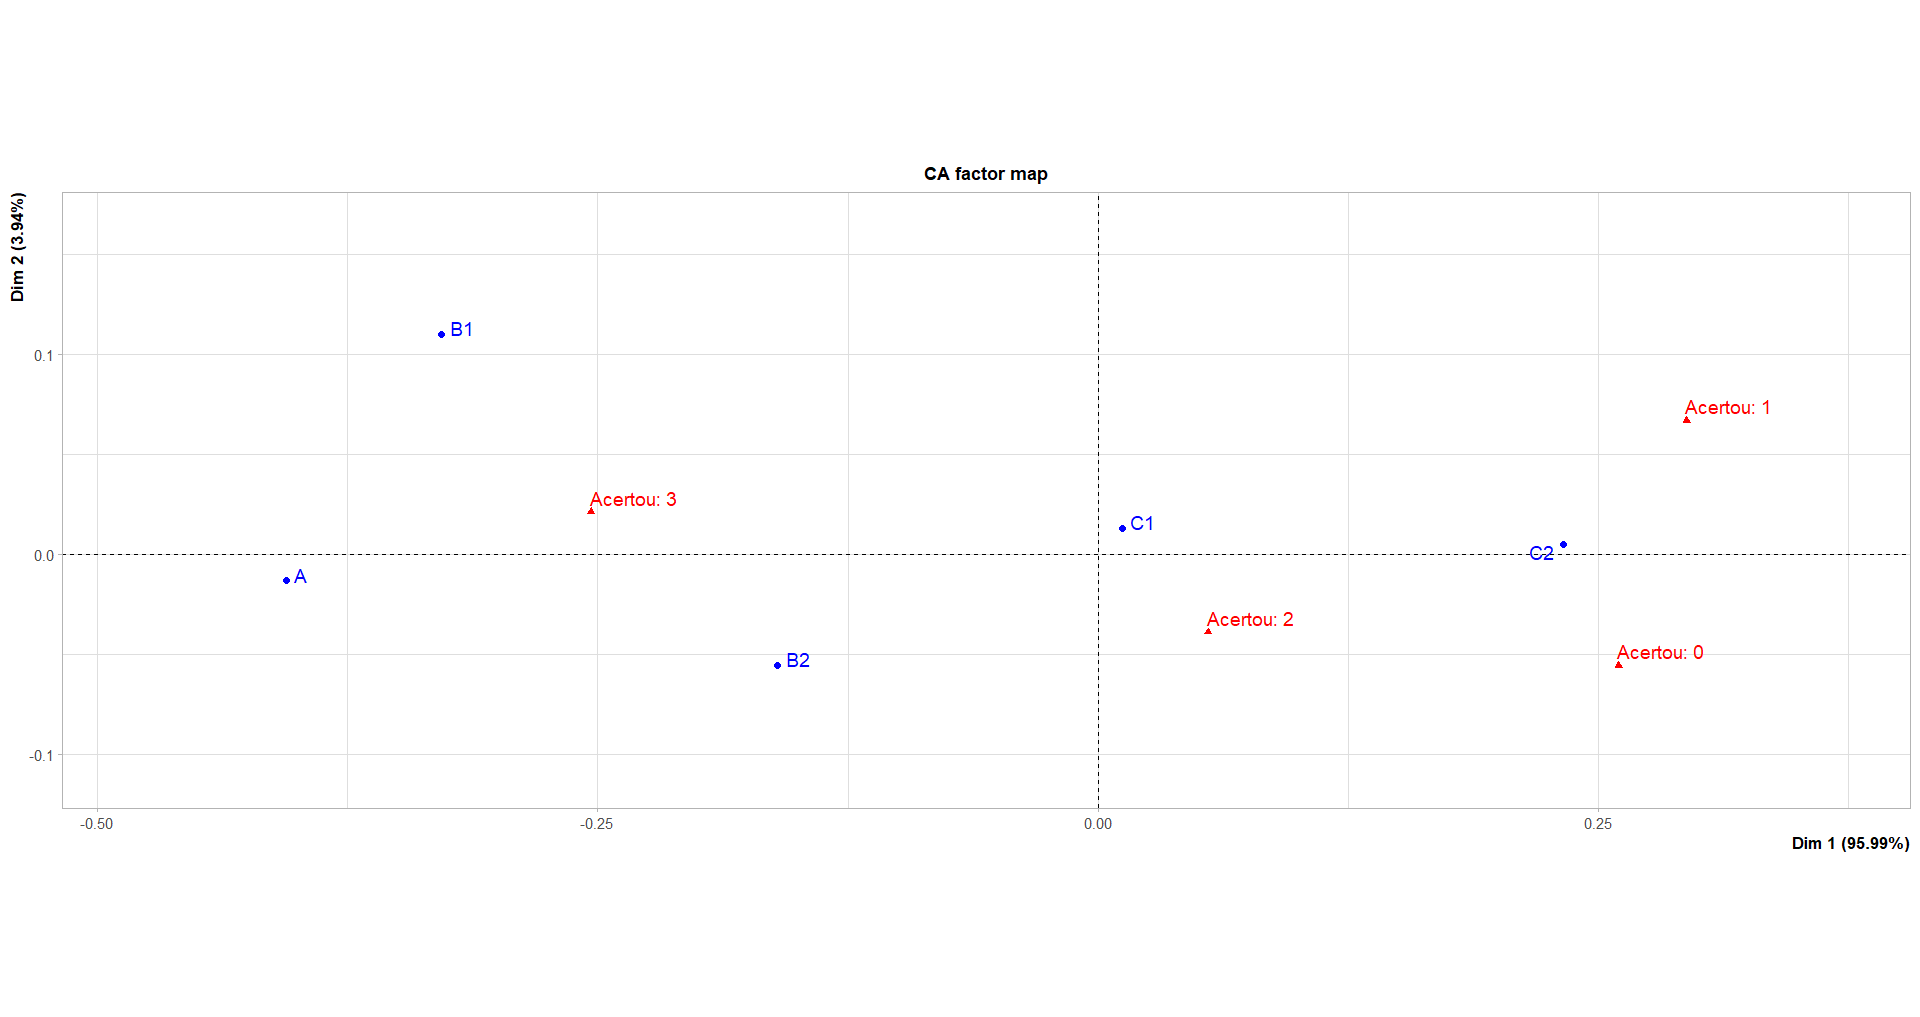 CA factor map
Dim 2 (3.94%)
B1
0.1
Acertou: 1
Acertou: 3
C1
0.0
C2
A
Acertou: 2
B2
Acertou: 0
-0.1
-0.50
-0.25
0.00
0.25
Dim 1 (95.99%)